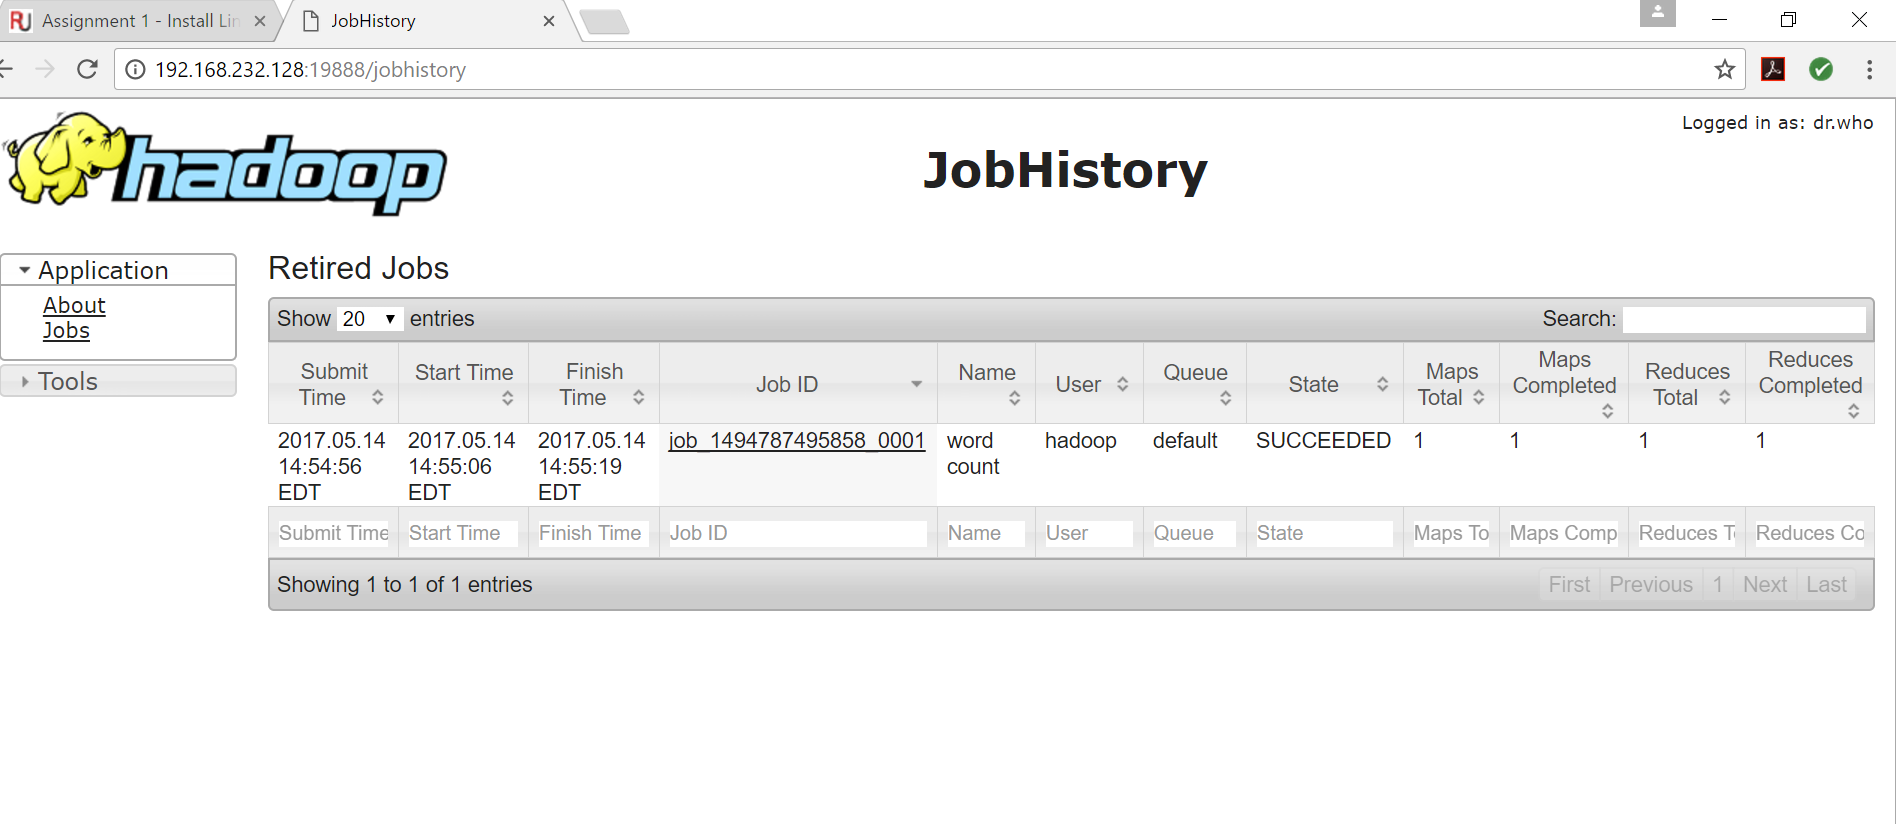 Assignment 1 - Install Lin
JobHistory
192.168.232.128:19888/jobhistory
hadoop
Logged in as: dr.who
JobHistory
Application
About
Jobs
Tools
Retired Jobs
Show 20 entries
Search:
Submit Time Start Time Finish Time Job ID Name User Queue State Maps Total Maps Completed Reduces Total Reduces Completed
2017.05.14 14:54:56 EDT 2017.05.14 14:55:06 EDT 2017.05.14 14:55:19 EDT job_1494787495858_0001 word count hadoop default SUCCEEDED 1 1 1 1
Submit Time Start Time Finish Time Job ID Name User Queue State Maps To Maps Comp Reduces T Reduces Co
Showing 1 to 1 of 1 entries
First Previous 1 Next Last